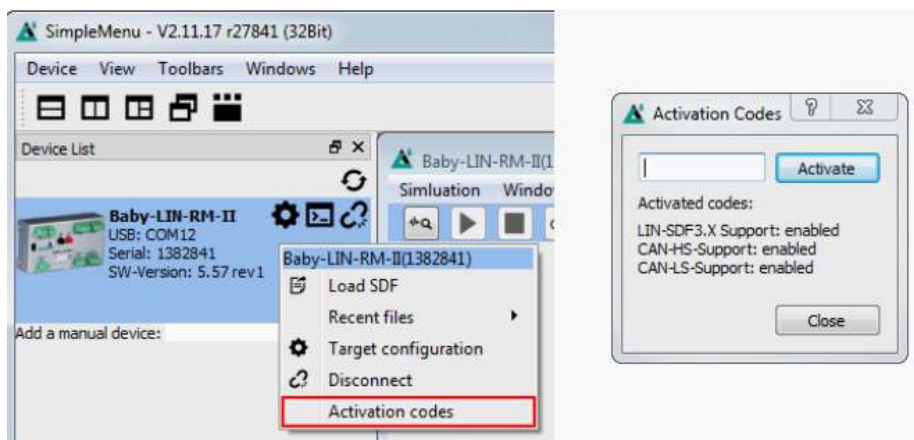 SimpleMenu - V2.11.17 r27841 (32Bit)
Device View Toolbars Windows Help
Device List
Baby-LIN-RM-II
USB: COM12
Serial: 1382841
SW-Version: 5.57 rev1
Add a manual device:
Baby-LIN-RM-II(1
Simluation Windo
Baby-LIN-RM-II(1382841)
Load SDF
Recent files
Target configuration
Disconnect
Activation codes
Activation Codes
Activate
Activated codes:
LIN-SDF3.X Support: enabled
CAN-HS-Support: enabled
CAN-LS-Support: enabled
Close